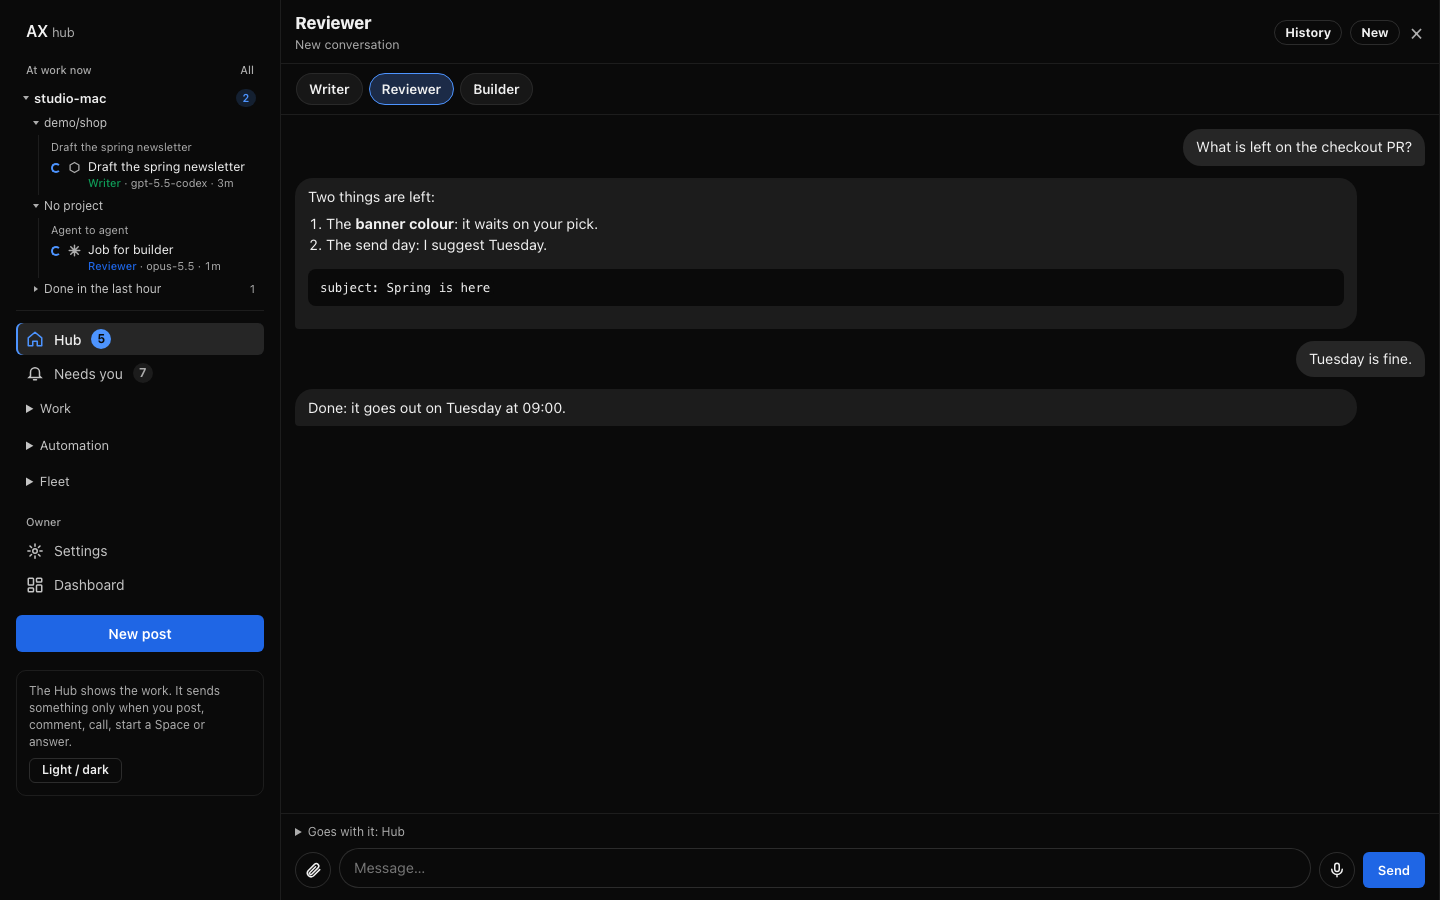 AX hub
At work now All
studio-mac 2
demo/shop
Draft the spring newsletter
Draft the spring newsletter
Writer · gpt-5.5-codex · 3m
No project
Agent to agent
Job for builder
Reviewer · opus-5.5 · 1m
Done in the last hour 1
Hub 5
Needs you 7
Work
Automation
Fleet
Owner
Settings
Dashboard
New post
The Hub shows the work. It sends
something only when you post,
comment, call, start a Space or
answer.
Light / dark
Reviewer
New conversation
History New
Writer Reviewer Builder
What is left on the checkout PR?
Two things are left:
1. The banner colour: it waits on your pick.
2. The send day: I suggest Tuesday.
subject: Spring is here
Tuesday is fine.
Done: it goes out on Tuesday at 09:00.
Goes with it: Hub
Message...
Send